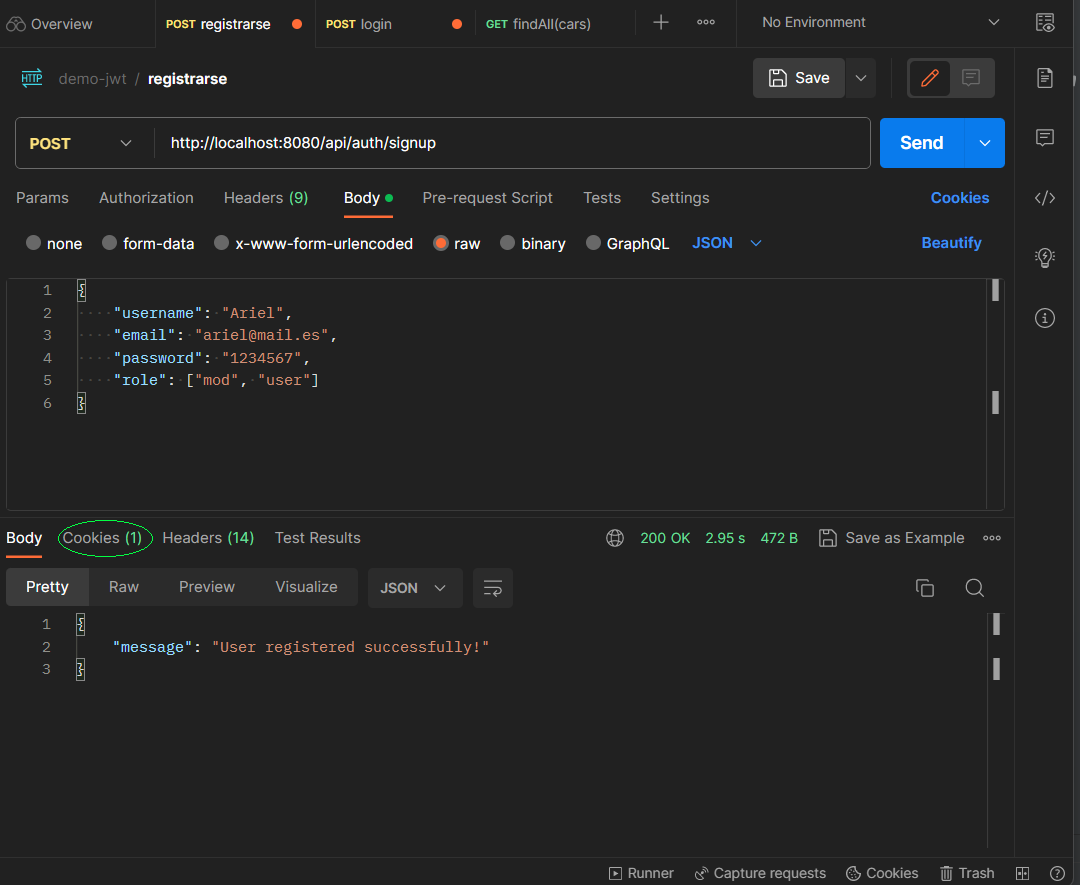 Overview POST registrarse POST login GET findAll(cars) No Environment
HTTP demo-jwt / registrarse Save
POST http://localhost:8080/api/auth/signup Send
Params Authorization Headers (9) Body Pre-request Script Tests Settings Cookies
none form-data x-www-form-urlencoded raw binary GraphQL JSON Beautify
1 {
2 "username": "Ariel",
3 "email": "ariel@mail.es",
4 "password": "1234567",
5 "role": ["mod", "user"]
6 }
Body Cookies (1) Headers (14) Test Results 200 OK 2.95 s 472 B Save as Example
Pretty Raw Preview Visualize JSON
1 {
2 "message": "User registered successfully!"
3 }
Runner Capture requests Cookies Trash